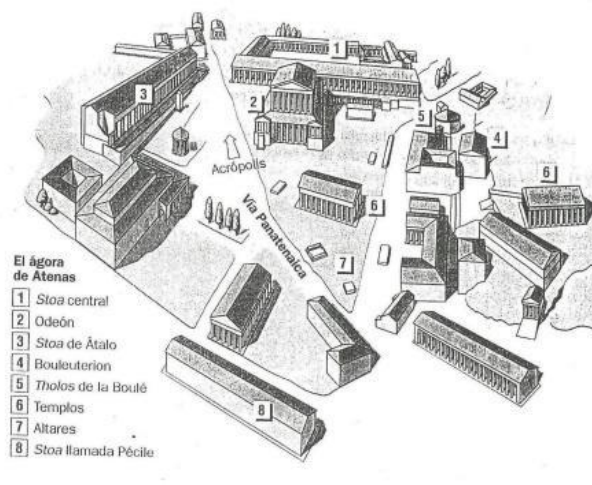 1
3
2
5
4
6
Acrópolis
6
Vía Panatenaica
7
8
El ágora
de Atenas
1 Stoa central
2 Odeón
3 Stoa de Átalo
4 Bouleuterion
5 Tholos de la Boulé
6 Templos
7 Altares
8 Stoa llamada Pécile